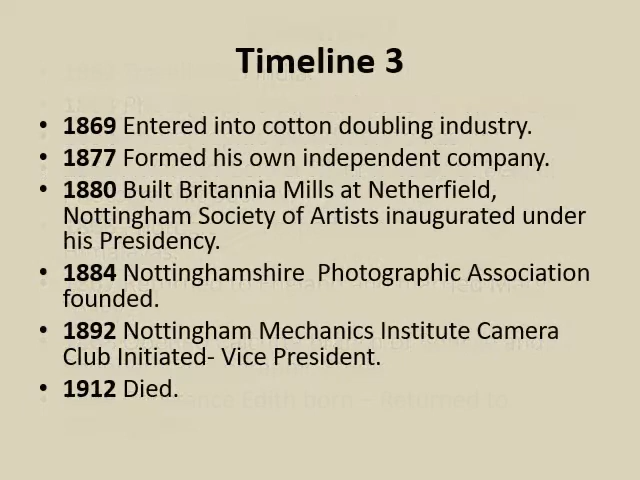 Timeline 3
• 1869 Entered into cotton doubling industry.
• 1877 Formed his own independent company.
• 1880 Built Britannia Mills at Netherfield,
Nottingham Society of Artists inaugurated under
his Presidency.
• 1884 Nottinghamshire  Photographic Association
founded.
• 1892 Nottingham Mechanics Institute Camera
Club Initiated- Vice President.
• 1912 Died.